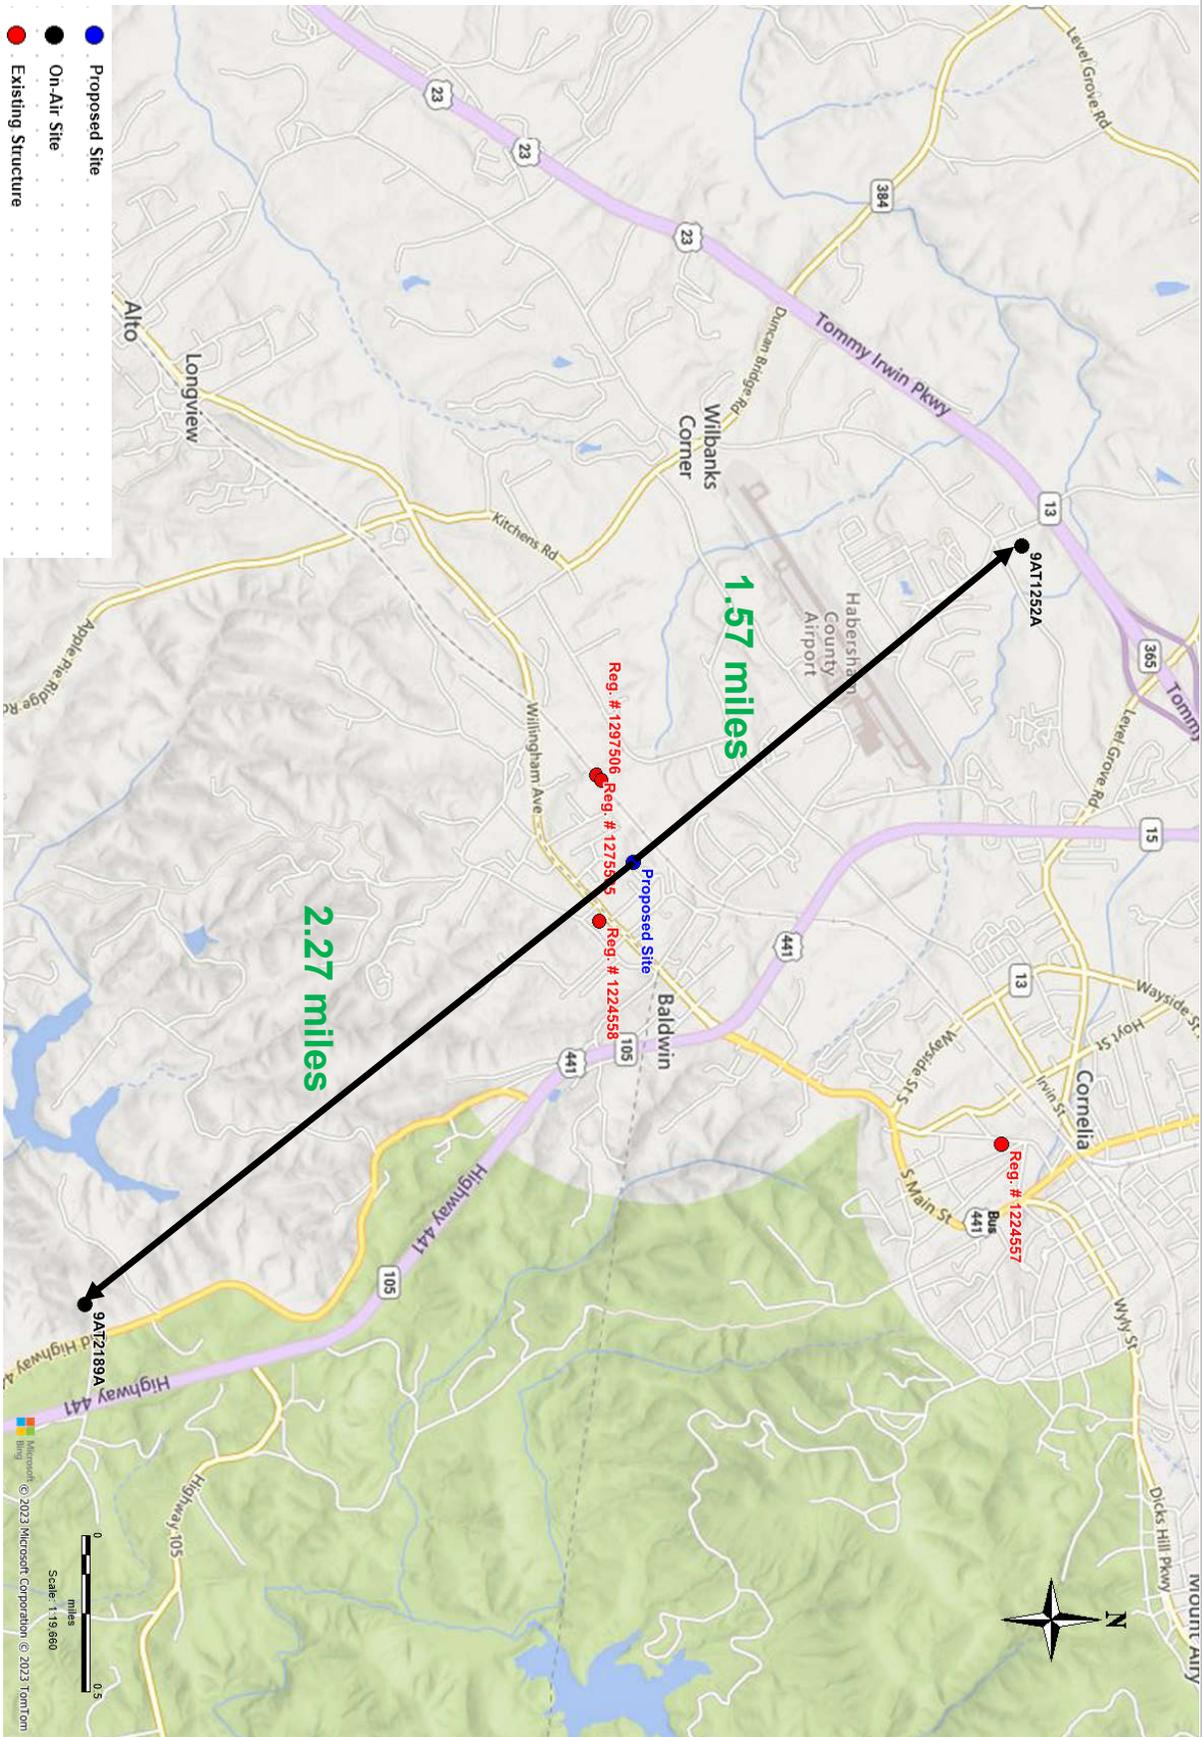 Proposed Site
On-Air Site
Existing Structure
Level Grove Rd
23
23
23
384
Tommy Irwin Pkwy
Duncan Bridge Rd
Wilbanks
Corner
Alto
Longview
Kitchens Rd
Apple Pie Ridge Rd
Willingham Ave
13
9AT1252A
Habersham
County
Airport
365
Tommy
Level Grove Rd
15
1.57 miles
Reg. # 1297506
Reg. # 12755
Proposed Site
Reg. # 1224558
Baldwin
441
105
441
13
Wayside St
Hoyt St
Irvin St
Wayside St S
Cornelia
Reg. # 1224557
Bus
441
S Main St
Wyly St
Dicks Hill Pkwy
Mount Airy
2.27 miles
Highway 441
105
9AT2189A
Highway 4
Highway 441
Highway 105
N
0
0.5
miles
Scale: 1:19,660
Microsoft
Bing
© 2023 Microsoft Corporation © 2023 TomTom